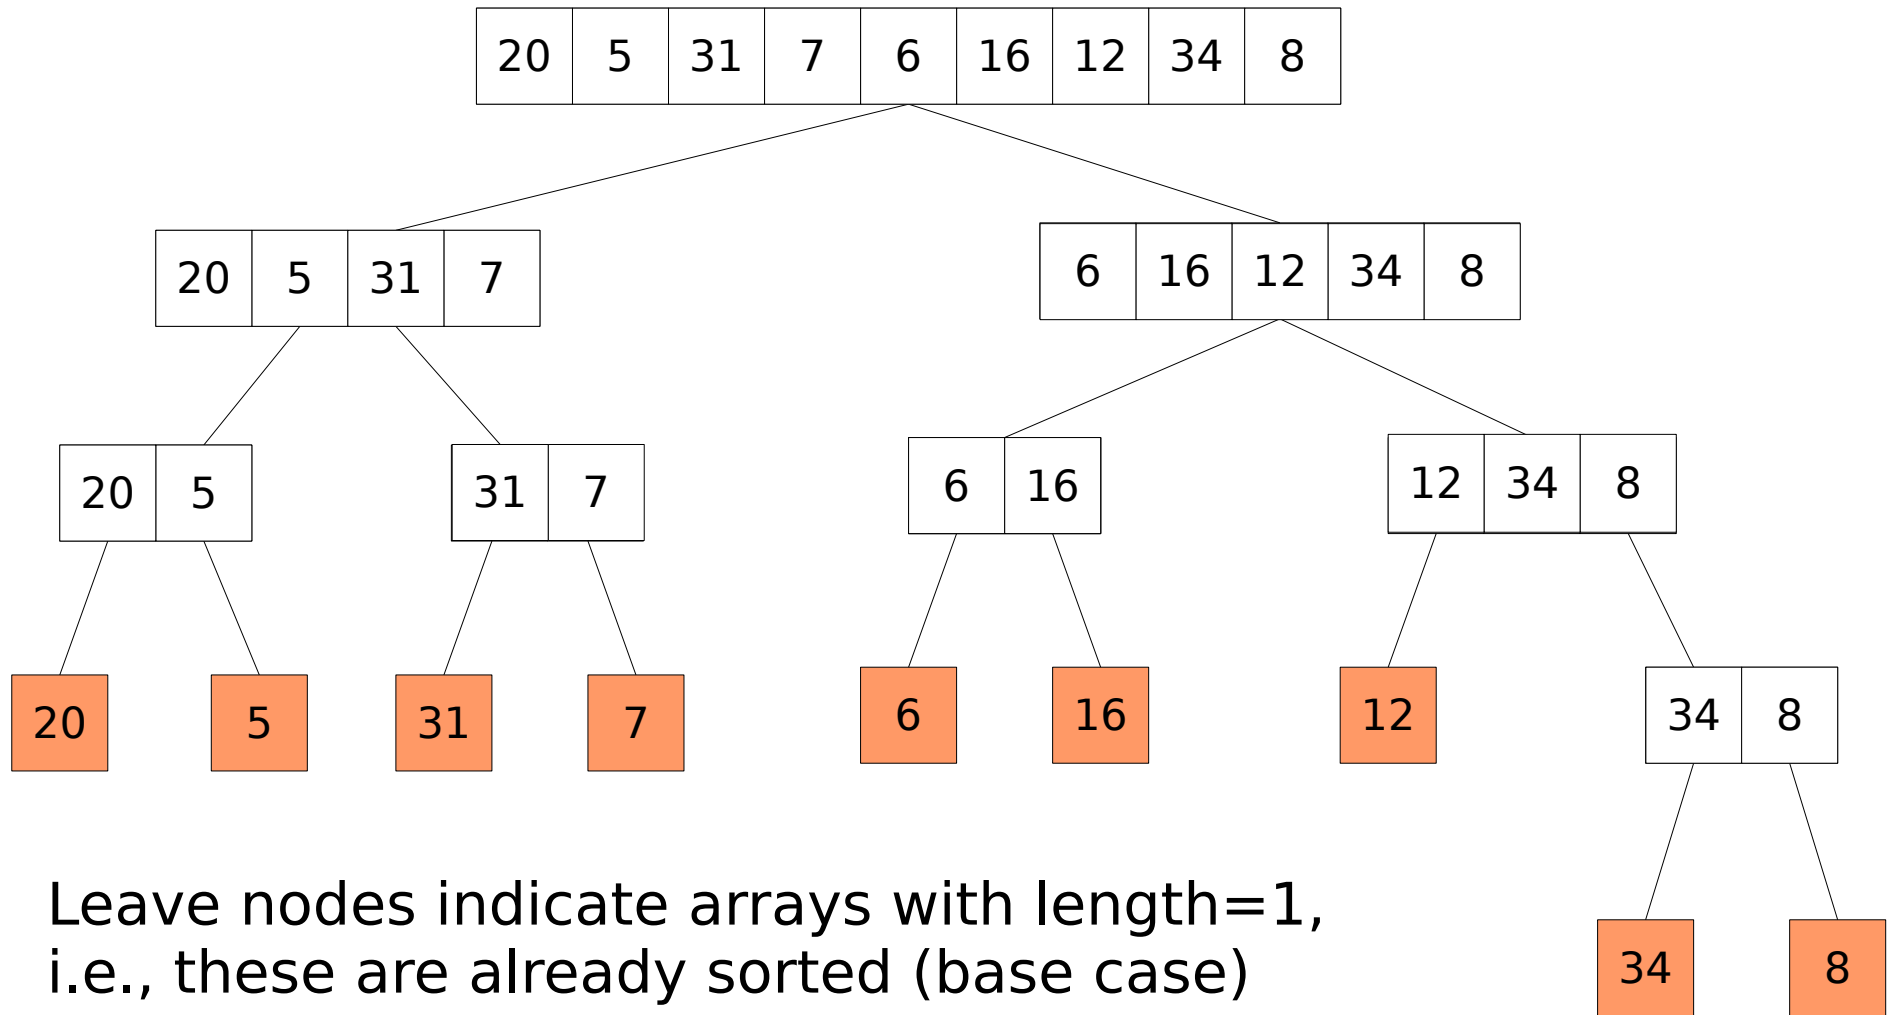 20 5 31 7 6 16 12 34 8
20 5 31 7
6 16 12 34 8
20 5
31 7
6 16
12 34 8
20
5
31
7
6
16
12
34 8
34
8
Leave nodes indicate arrays with length=1,
i.e., these are already sorted (base case)